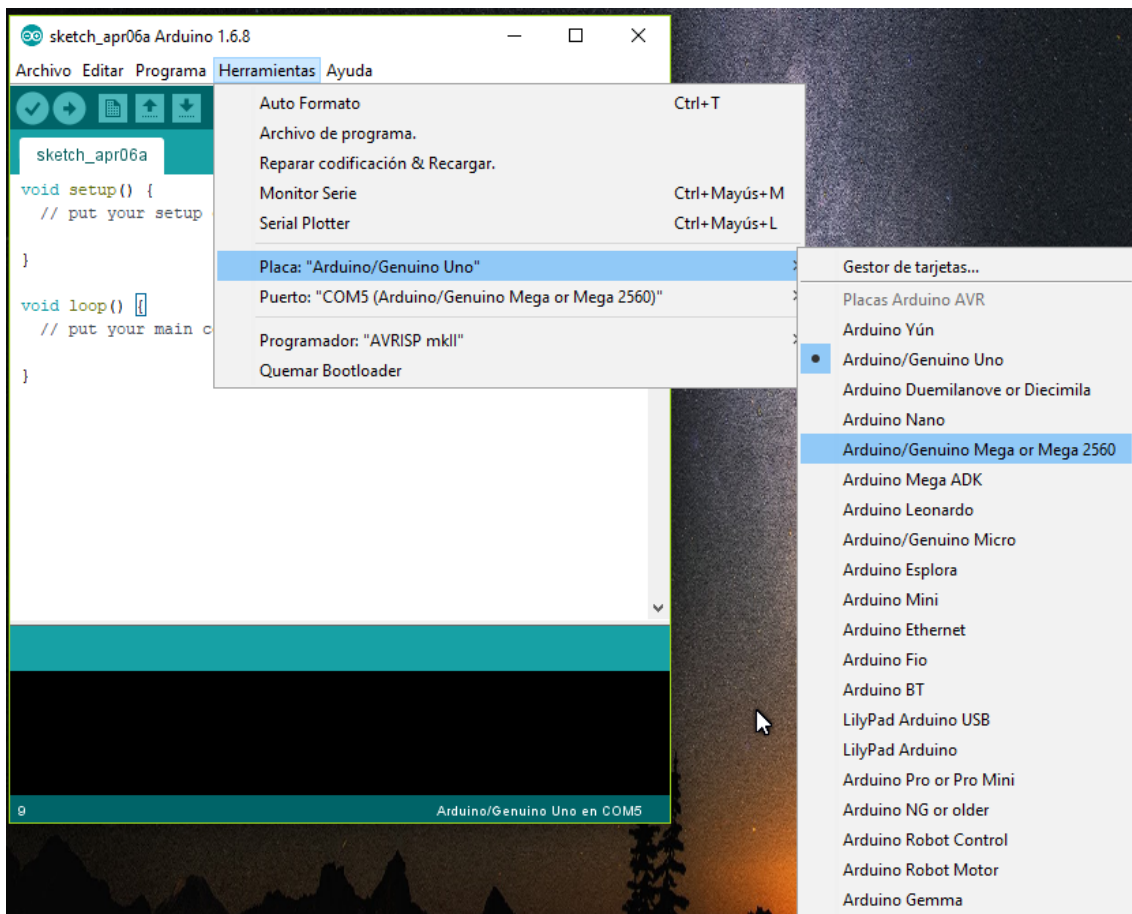 sketch_apr06a Arduino 1.6.8
Archivo Editar Programa Herramientas Ayuda
sketch_apr06a
void setup() {
// put your setup
}
void loop() {
// put your main c
}
Auto Formato Ctrl+T
Archivo de programa.
Reparar codificación & Recargar.
Monitor Serie Ctrl+Mayús+M
Serial Plotter Ctrl+Mayús+L
Placa: "Arduino/Genuino Uno"
Puerto: "COM5 (Arduino/Genuino Mega or Mega 2560)"
Programador: "AVRISP mkII"
Quemar Bootloader
Gestor de tarjetas...
Placas Arduino AVR
Arduino Yún
Arduino/Genuino Uno
Arduino Duemilanove or Diecimila
Arduino Nano
Arduino/Genuino Mega or Mega 2560
Arduino Mega ADK
Arduino Leonardo
Arduino/Genuino Micro
Arduino Esplora
Arduino Mini
Arduino Ethernet
Arduino Fio
Arduino BT
LilyPad Arduino USB
LilyPad Arduino
Arduino Pro or Pro Mini
Arduino NG or older
Arduino Robot Control
Arduino Robot Motor
Arduino Gemma
9 Arduino/Genuino Uno en COM5